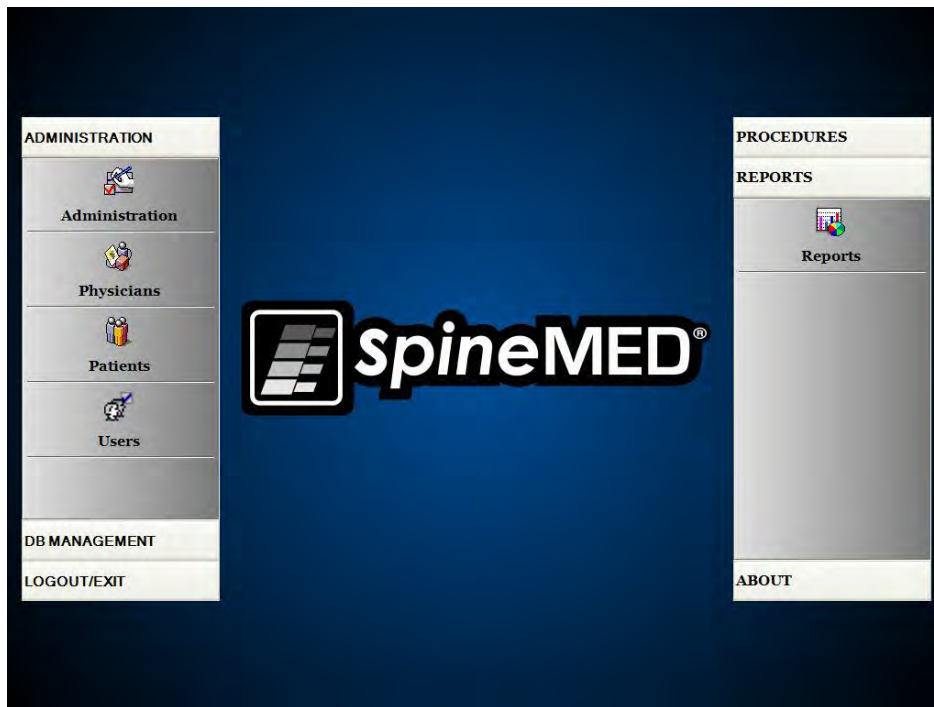 ADMINISTRATION
Administration
Physicians
Patients
Users
DB MANAGEMENT
LOGOUT/EXIT
SpineMED®
PROCEDURES
REPORTS
Reports
ABOUT